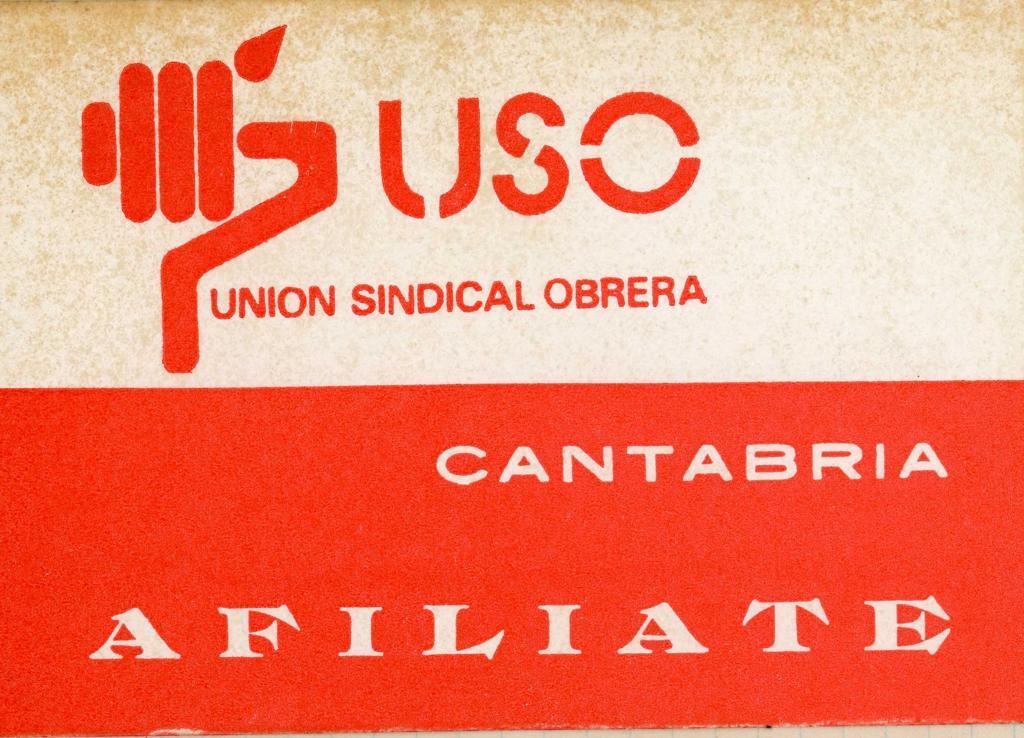 USO
UNION SINDICAL OBRERA
CANTABRIA
AFILIATE